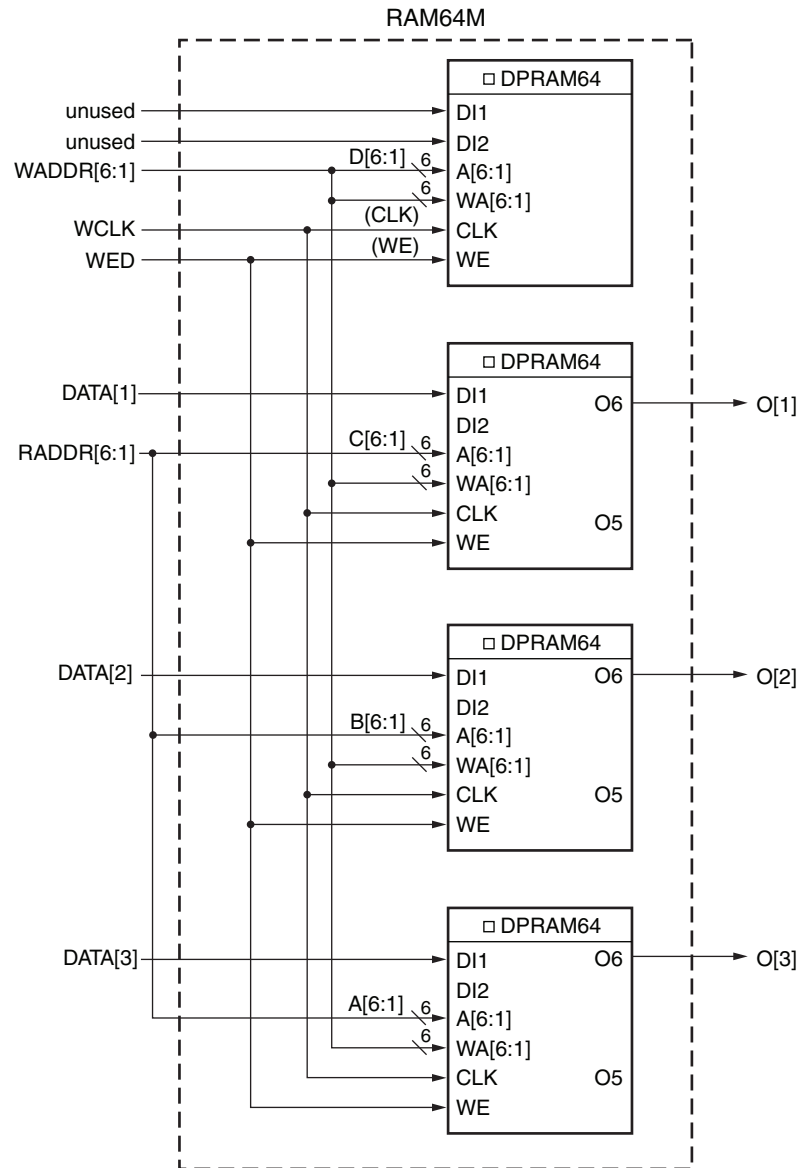 RAM64M
DPRAM64
unused DI1
unused DI2
WADDR[6:1] D[6:1] 6 A[6:1]
6 WA[6:1]
WCLK (CLK) CLK
WED (WE) WE
DPRAM64
DATA[1] DI1 O6 O[1]
DI2
RADDR[6:1] C[6:1] 6 A[6:1]
6 WA[6:1]
CLK O5
WE
DPRAM64
DATA[2] DI1 O6 O[2]
DI2
B[6:1] 6 A[6:1]
6 WA[6:1]
CLK O5
WE
DPRAM64
DATA[3] DI1 O6 O[3]
DI2
A[6:1] 6 A[6:1]
6 WA[6:1]
CLK O5
WE